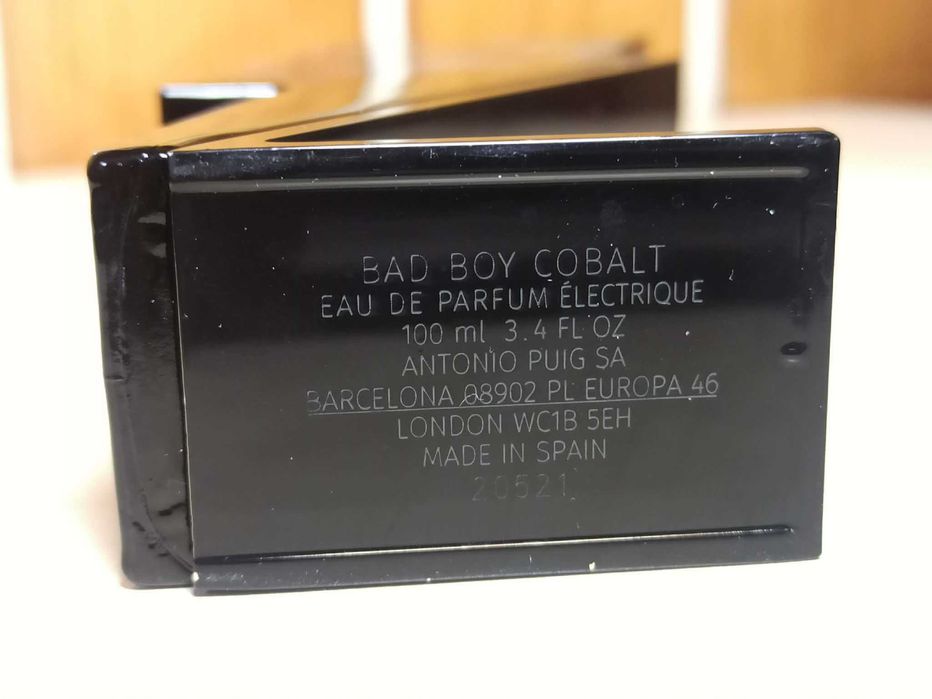 BAD BOY COBALT
EAU DE PARFUM ÉLECTRIQUE
100 ml 3.4 FL OZ
ANTONIO PUIG SA
BARCELONA 08902 PL EUROPA 46
LONDON WC1B 5EH
MADE IN SPAIN
20521